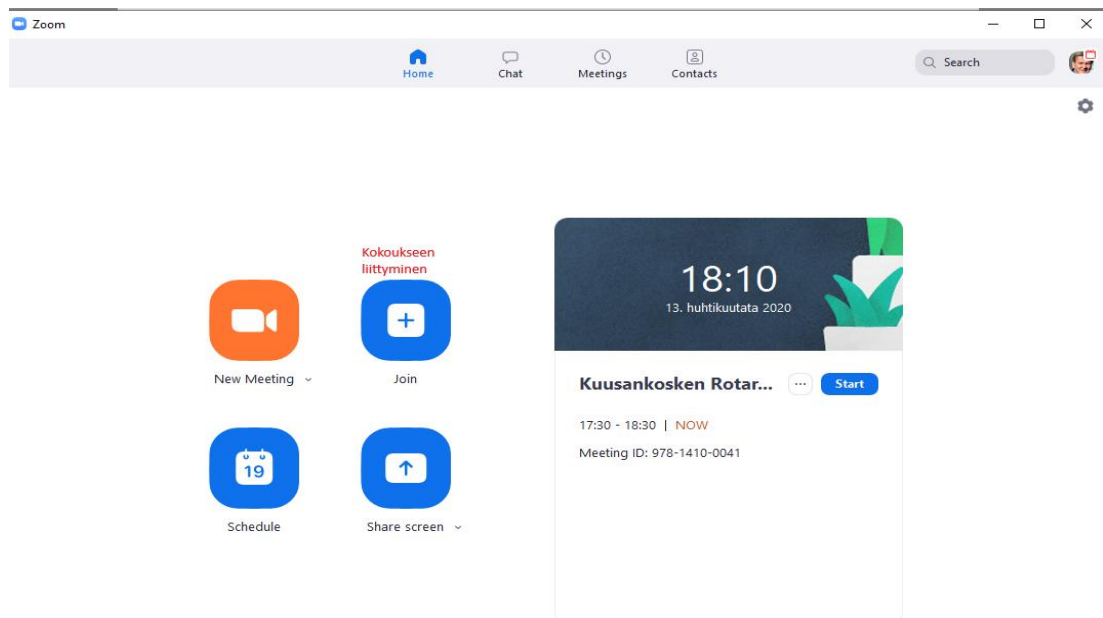 Zoom
Home
Chat
Meetings
Contacts
Search
Kokoukseen
liittyminen
New Meeting
Join
19
Schedule
Share screen
18:10
13. huhtikuutata 2020
Kuusankosken Rotar... ... Start
17:30 - 18:30 | NOW
Meeting ID: 978-1410-0041